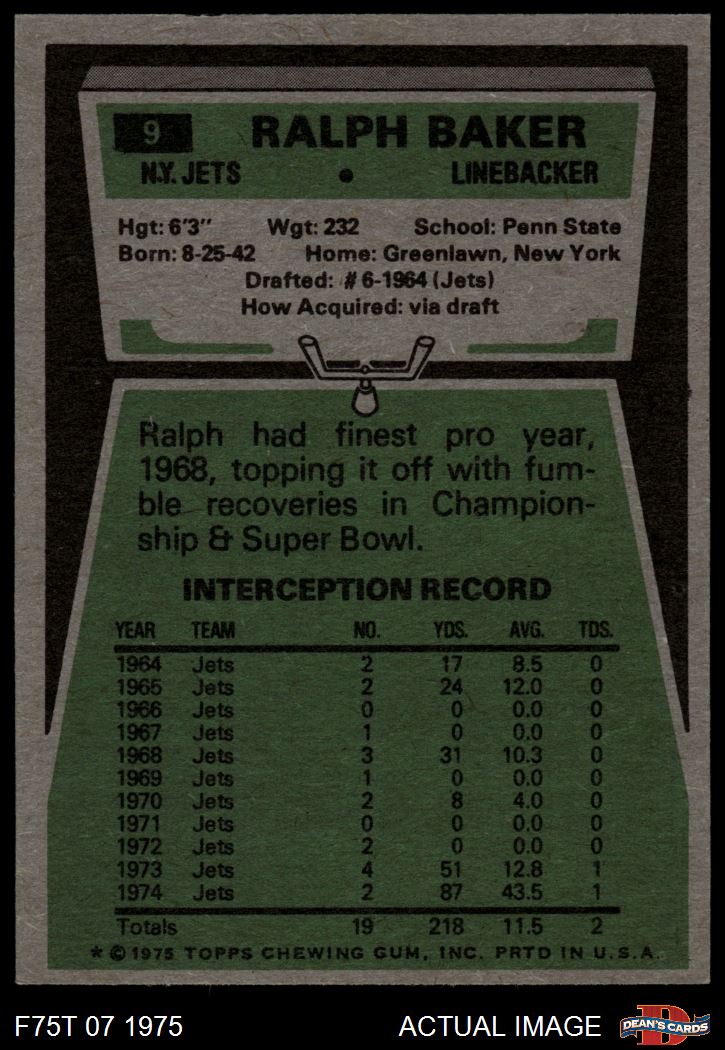 9 RALPH BAKER
N.Y. JETS • LINEBACKER
Hgt: 6'3" Wgt: 232 School: Penn State
Born: 8-25-42 Home: Greenlawn, New York
Drafted: #6-1964 (Jets)
How Acquired: via draft
Ralph had finest pro year,
1968, topping it off with fum-
ble recoveries in Champion-
ship & Super Bowl.
INTERCEPTION RECORD
YEAR TEAM NO. YDS. AVG. TDS.
1964 Jets 2 17 8.5 0
1965 Jets 2 24 12.0 0
1966 Jets 0 0 0.0 0
1967 Jets 1 0 0.0 0
1968 Jets 3 31 10.3 0
1969 Jets 1 0 0.0 0
1970 Jets 2 8 4.0 0
1971 Jets 0 0 0.0 0
1972 Jets 2 0 0.0 0
1973 Jets 4 51 12.8 1
1974 Jets 2 87 43.5 1
Totals 19 218 11.5 2
* © 1975 TOPPS CHEWING GUM, INC. PRTD IN U.S.A.
F75T 07 1975 ACTUAL IMAGE D DEAN'S CARDS